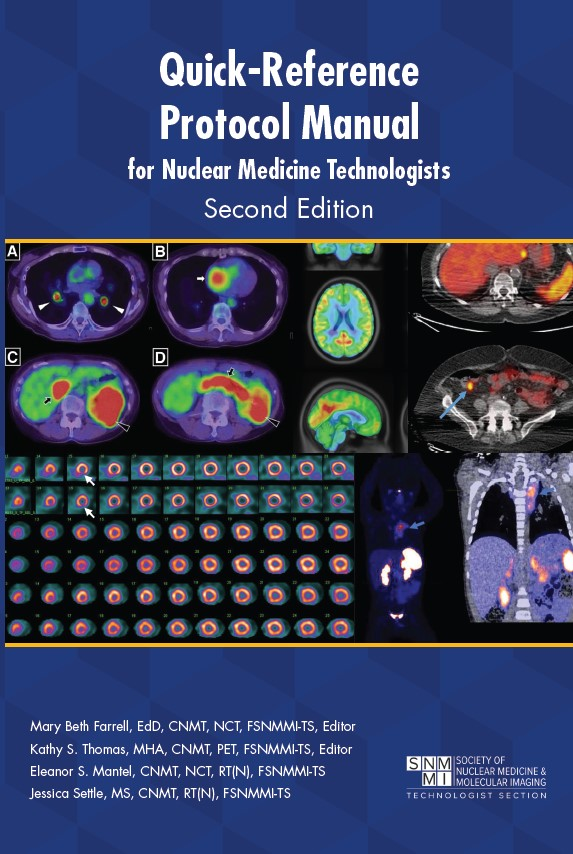 Quick-Reference
Protocol Manual
for Nuclear Medicine Technologists
Second Edition
A
B
C
D
Mary Beth Farrell, EdD, CNMT, NCT, FSNMMI-TS, Editor
Kathy S. Thomas, MHA, CNMT, PET, FSNMMI-TS, Editor
Eleanor S. Mantel, CNMT, NCT, RT(N), FSNMMI-TS
Jessica Settle, MS, CNMT, RT(N), FSNMMI-TS
SNM
MI
SOCIETY OF
NUCLEAR MEDICINE &
MOLECULAR IMAGING
TECHNOLOGIST SECTION